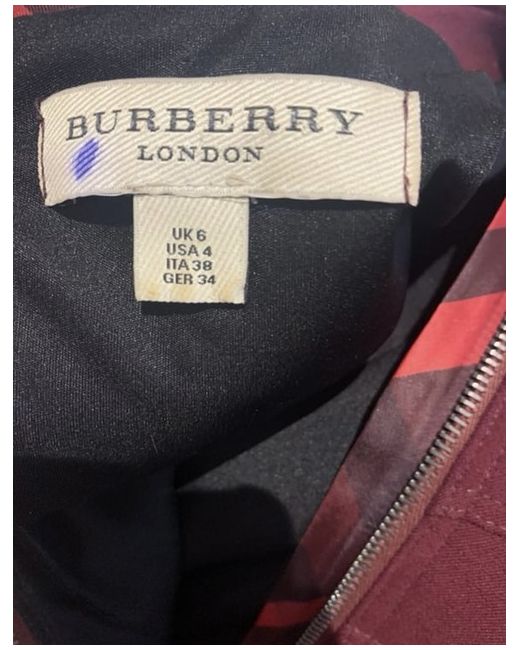 BURBERRY
LONDON
UK 6
USA 4
ITA 38
GER 34